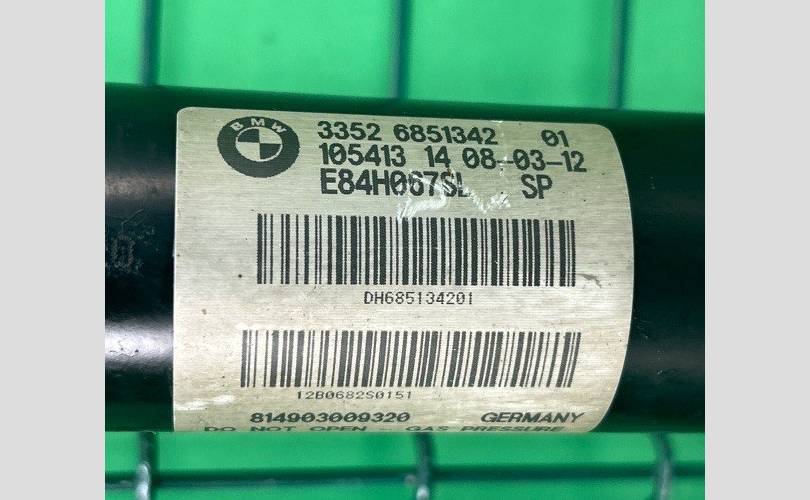 BMW
3352 6851342 01
105413 14 08-03-12
E84H067SL SP
DH685134201
12B0682S0151
814903009320 GERMANY
DO NOT OPEN GAS PRESSURE